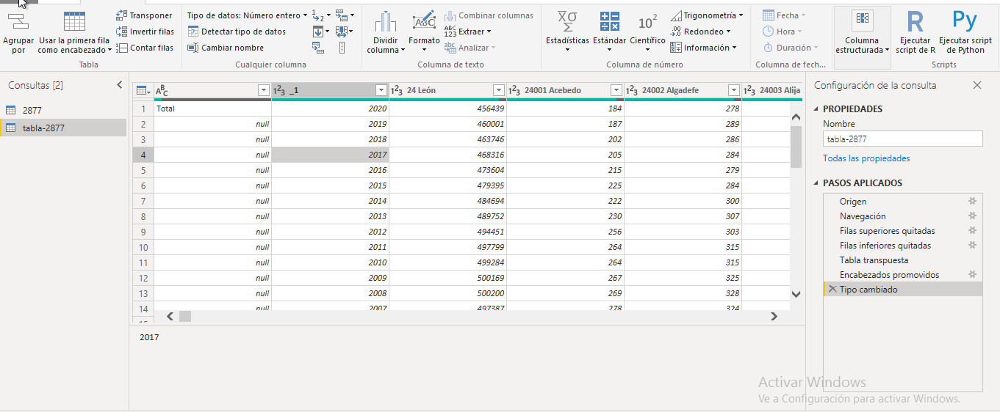 Transponer
Invertir filas
Contar filas
Agrupar
por
Usar la primera fila
como encabezado
Tabla
Tipo de datos: Número entero
Detectar tipo de datos
Cambiar nombre
1
2
Cualquier columna
Dividir
columna
ABC
Formato
Combinar columnas
ABC
123 Extraer
abc Analizar
Columna de texto
XΣσ
Estadísticas
Estándar
10²
Científico
Trigonometría
.00 Redondeo
Información
Columna de número
Fecha
Hora
Duración
Columna de fech...
Columna
estructurada
R
Ejecutar
script de R
Py
Ejecutar script
de Python
Scripts
Consultas [2]
2877
tabla-2877
ABC 123 _1 123 24 León 123 24001 Acebedo 123 24002 Algadefe 123 24003 Alija
1 Total 2020 456439 184 278
2 null 2019 460001 187 289
3 null 2018 463746 202 286
4 null 2017 468316 205 284
5 null 2016 473604 215 279
6 null 2015 479395 225 284
7 null 2014 484694 222 300
8 null 2013 489752 230 307
9 null 2012 494451 256 303
10 null 2011 497799 264 315
11 null 2010 499284 264 315
12 null 2009 500169 267 325
13 null 2008 500200 269 328
14 null 2007 497387 278 324
2017
Configuración de la consulta
PROPIEDADES
Nombre
tabla-2877
Todas las propiedades
PASOS APLICADOS
Origen
Navegación
Filas superiores quitadas
Filas inferiores quitadas
Tabla transpuesta
Encabezados promovidos
Tipo cambiado
Activar Windows
Ve a Configuración para activar Windows.